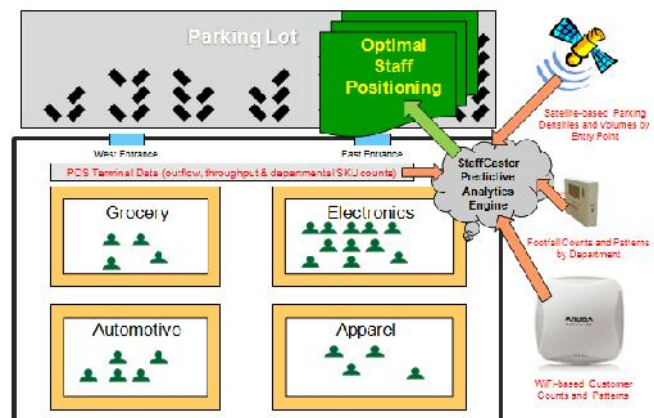 Parking Lot
Optimal
Staff
Positioning
Satellite-based Parking
Densities and Volumes by
Entry Point
West Entrance
East Entrance
POS Terminal Data (outflow, throughput & departmental SKU counts)
StaffCaster
Predictive
Analytics
Engine
Grocery
Electronics
Footfall Counts and Patterns
by Department
Automotive
Apparel
ARUBA
WiFi-based Customer
Counts and Patterns